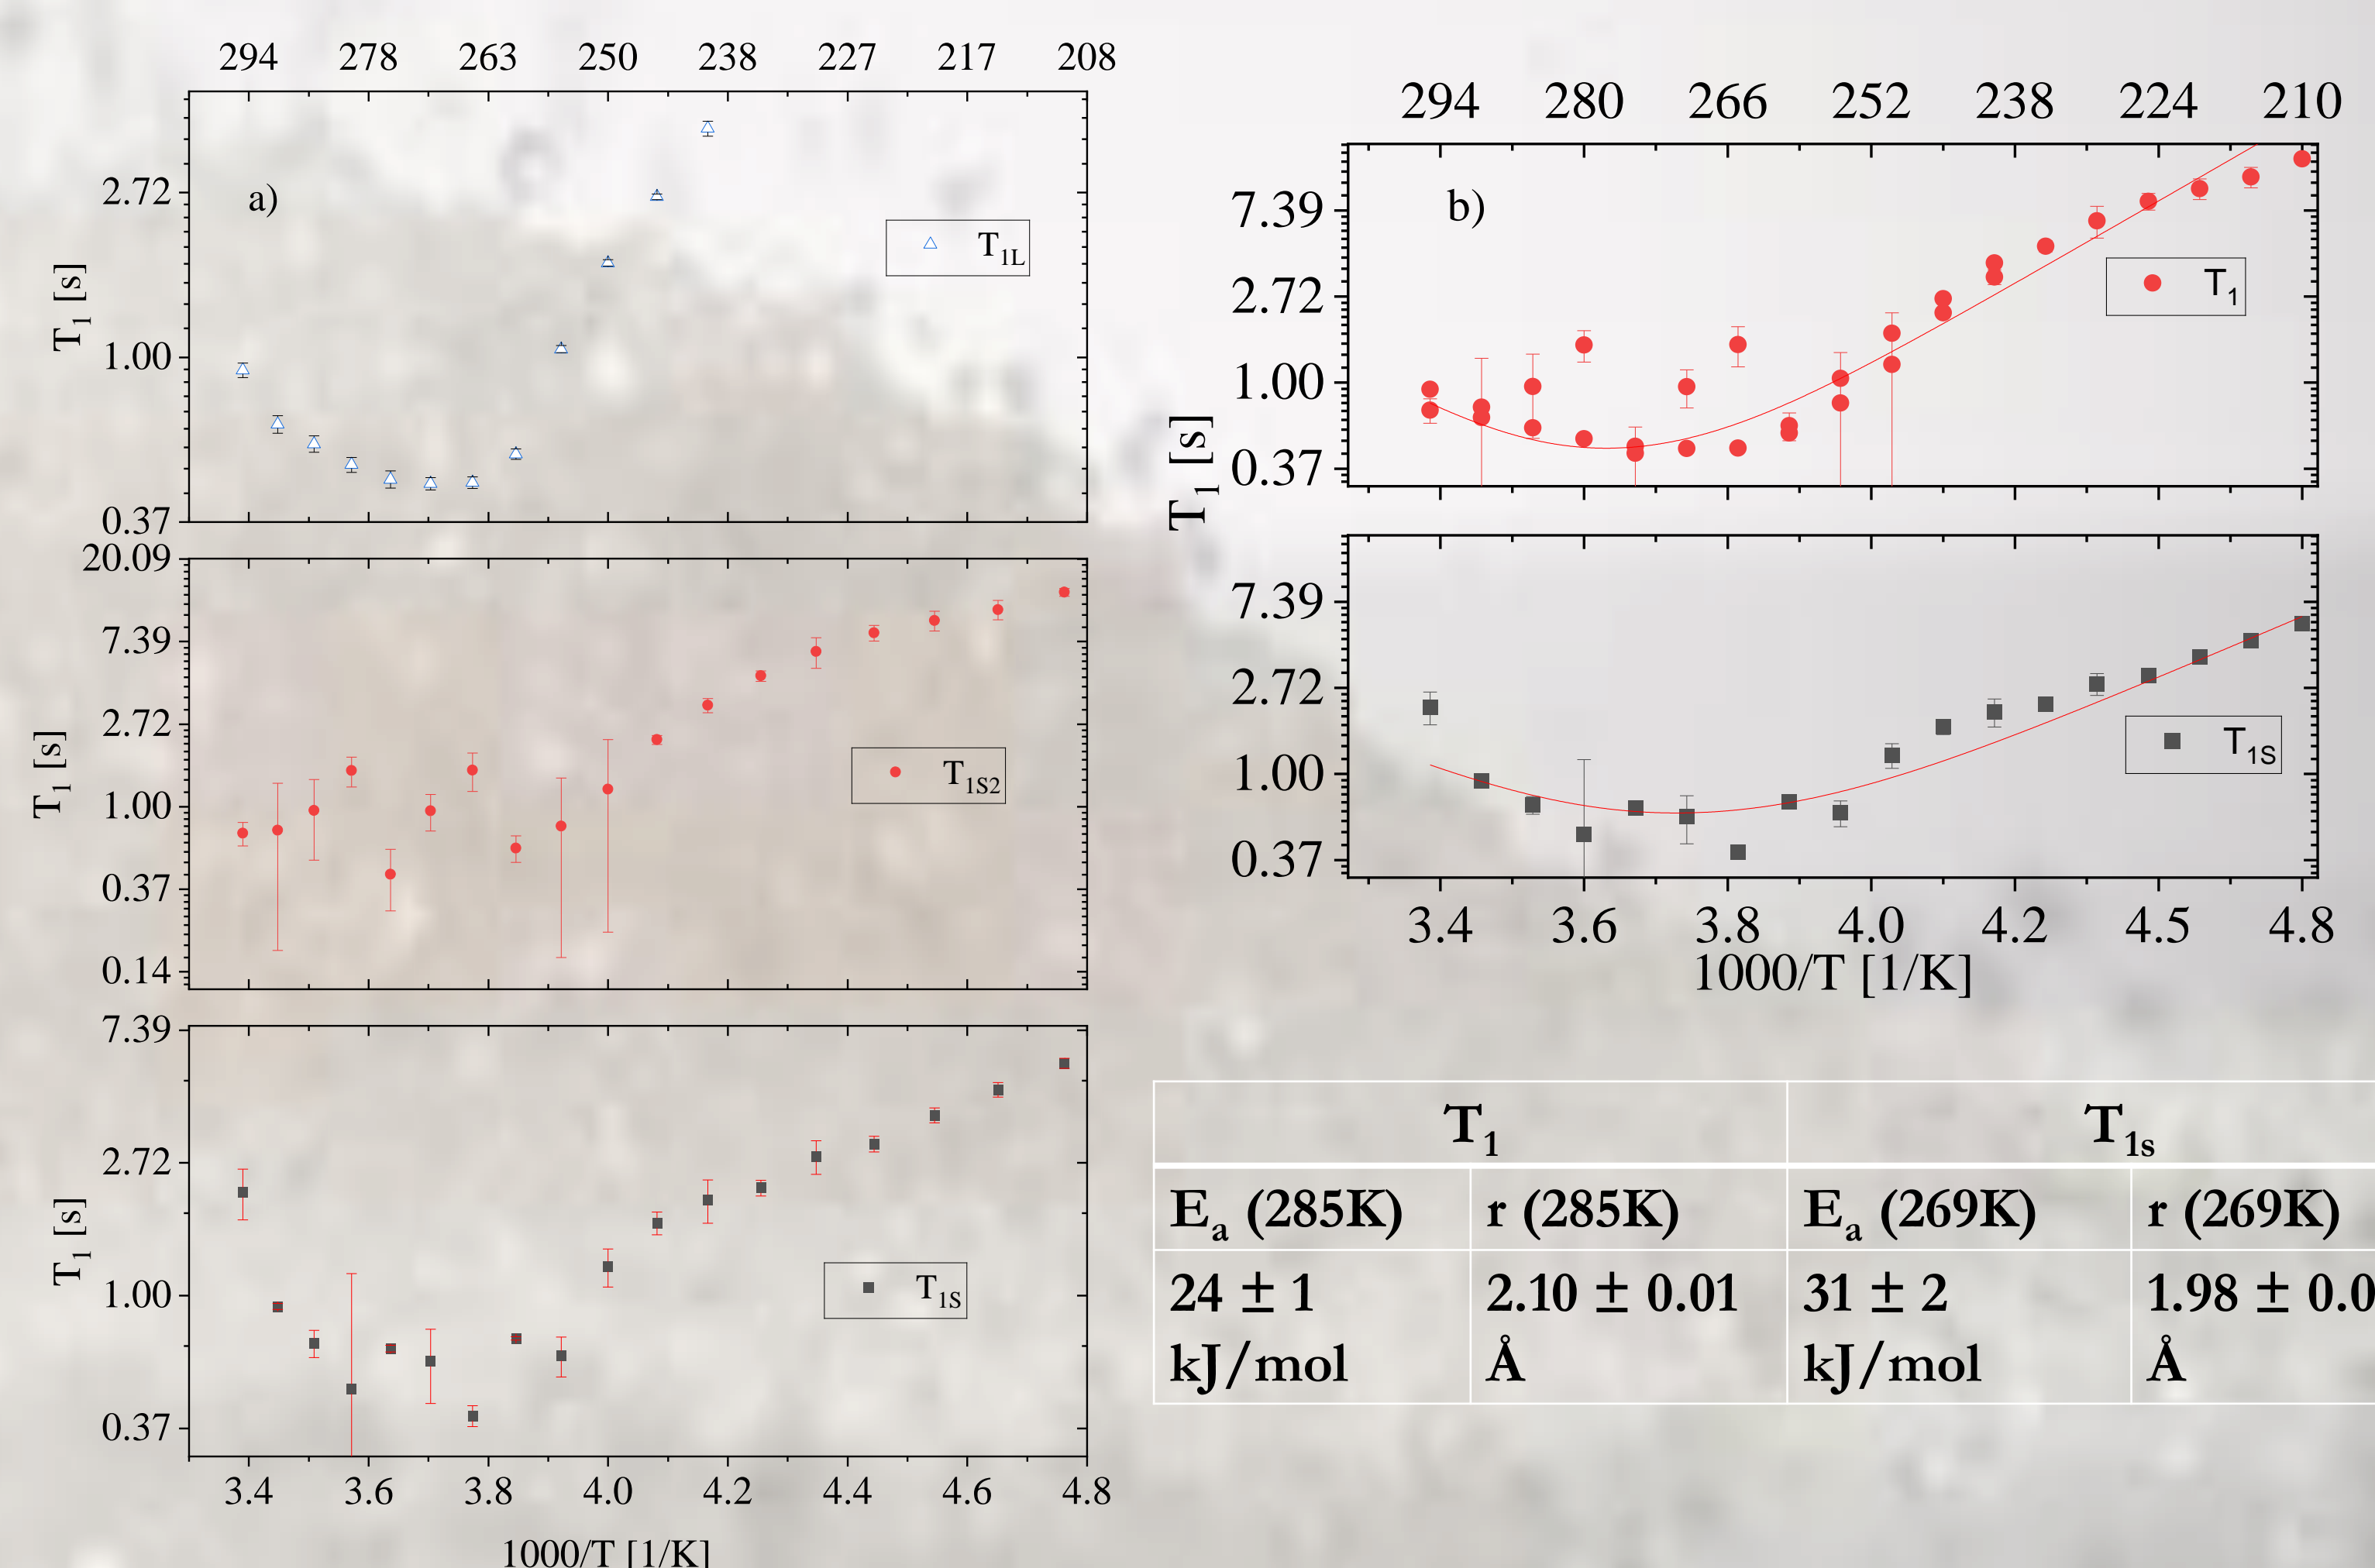 294 278 263 250 238 227 217 208
a)
2.72
1.00
0.37
T1 [s]
T1L
20.09
7.39
2.72
1.00
0.37
0.14
T1 [s]
T1S2
7.39
2.72
1.00
0.37
T1 [s]
T1S
3.4 3.6 3.8 4.0 4.2 4.4 4.6 4.8
1000/T [1/K]
294 280 266 252 238 224 210
b)
7.39
2.72
1.00
0.37
T1
T1 [s]
7.39
2.72
1.00
0.37
T1S
3.4 3.6 3.8 4.0 4.2 4.5 4.8
1000/T [1/K]
T1 T1s
Ea (285K) r (285K) Ea (269K) r (269K)
24 ± 1 2.10 ± 0.01 31 ± 2 1.98 ± 0.0
kJ/mol Å kJ/mol Å